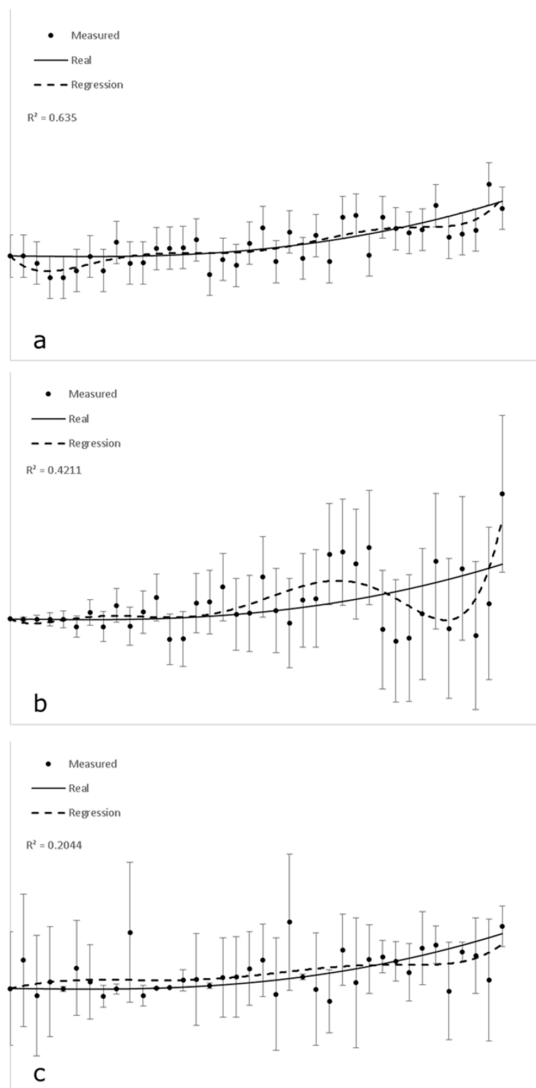 Measured
Real
Regression
R² = 0.635
a
Measured
Real
Regression
R² = 0.4211
b
Measured
Real
Regression
R² = 0.2044
c